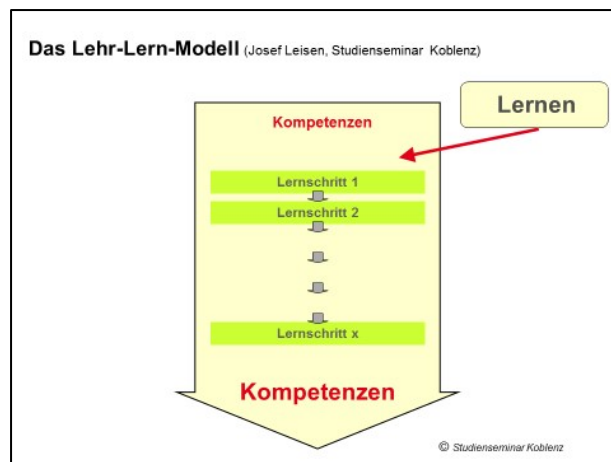 Das Lehr-Lern-Modell (Josef Leisen, Studienseminar Koblenz)
Lernen
Kompetenzen
Lernschritt 1
Lernschritt 2
Lernschritt x
Kompetenzen
© Studienseminar Koblenz